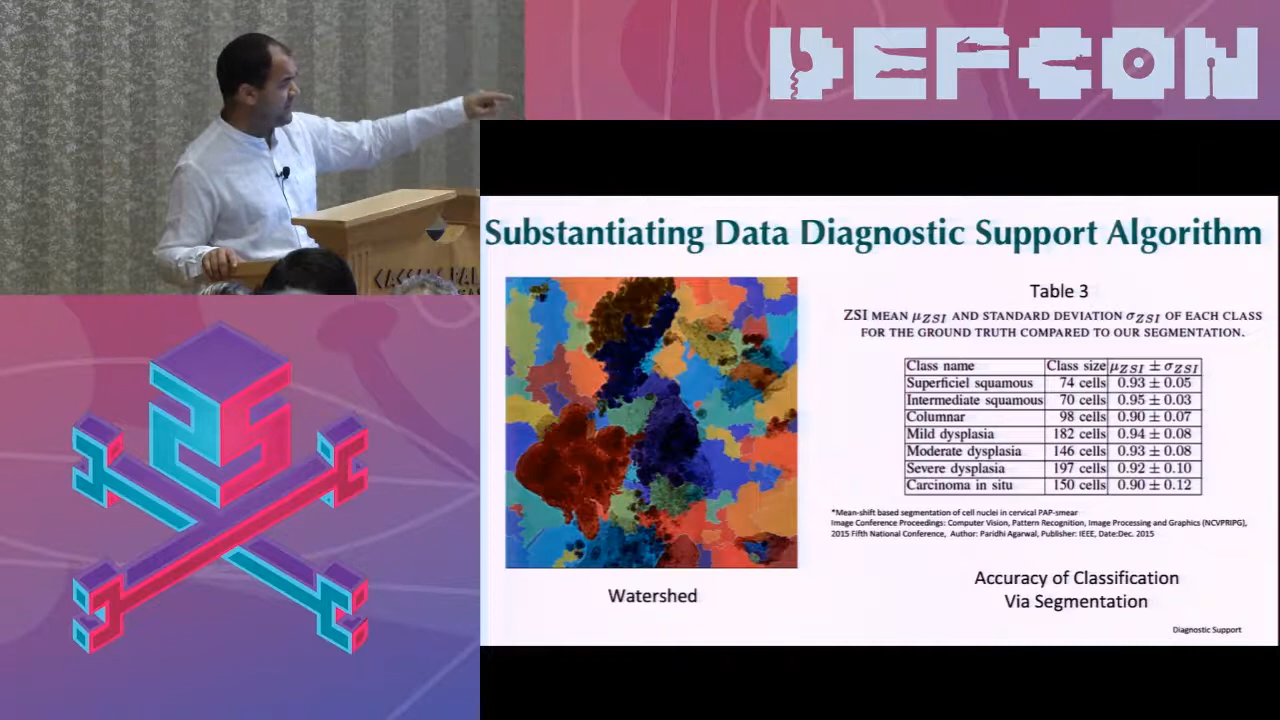 DEFCON
Substantiating Data Diagnostic Support Algorithm
Table 3
ZSI MEAN μZSI AND STANDARD DEVIATION σZSI OF EACH CLASS
FOR THE GROUND TRUTH COMPARED TO OUR SEGMENTATION.
Class name Class size μZSI ± σZSI
Superficiel squamous 74 cells 0.93 ± 0.05
Intermediate squamous 70 cells 0.95 ± 0.03
Columnar 98 cells 0.90 ± 0.07
Mild dysplasia 182 cells 0.94 ± 0.08
Moderate dysplasia 146 cells 0.93 ± 0.08
Severe dysplasia 197 cells 0.92 ± 0.10
Carcinoma in situ 150 cells 0.90 ± 0.12
*Mean-shift based segmentation of cell nuclei in cervical PAP-smear
Image Conference Proceedings: Computer Vision, Pattern Recognition, Image Processing and Graphics (NCVPRIPG),
2015 Fifth National Conference, Author: Paridhi Agarwal, Publisher: IEEE, Date:Dec. 2015
Watershed
Accuracy of Classification
Via Segmentation
Diagnostic Support